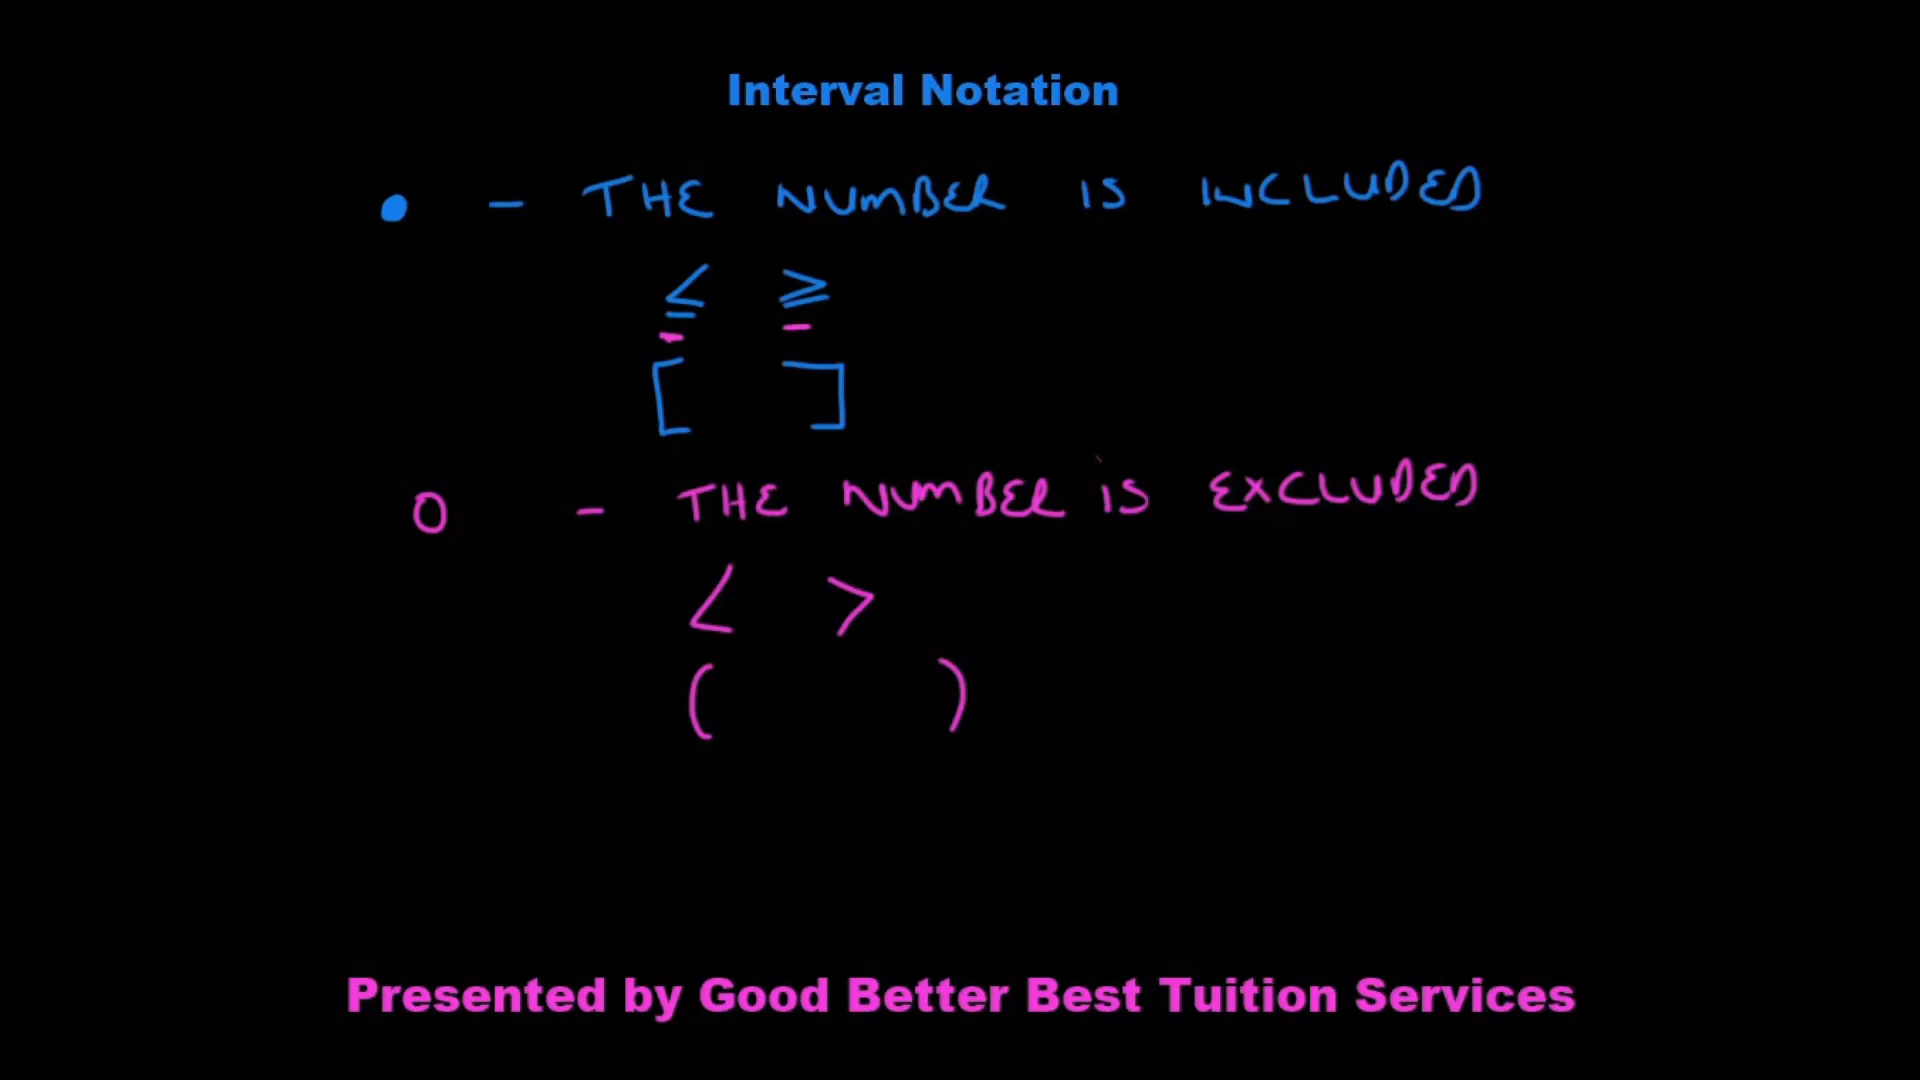 Interval Notation
● - THE NUMBER IS INCLUDED
≤ ≥
[ ]
O - THE NUMBER IS EXCLUDED
< >
( )
Presented by Good Better Best Tuition Services